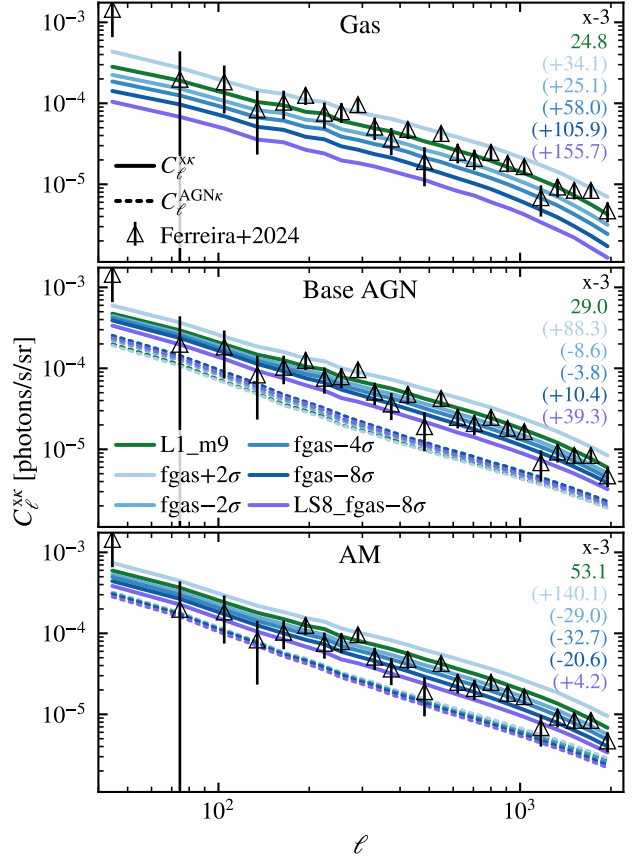 Gas
x-3
24.8
(+34.1)
(+25.1)
(+58.0)
(+105.9)
(+155.7)
C_ℓ^{xκ}
C_ℓ^{AGNκ}
Ferreira+2024
10^{-3}
10^{-4}
10^{-5}
Base AGN
x-3
29.0
(+88.3)
(-8.6)
(-3.8)
(+10.4)
(+39.3)
L1_m9
fgas+2σ
fgas−2σ
fgas−4σ
fgas−8σ
LS8_fgas−8σ
10^{-3}
10^{-4}
10^{-5}
C_ℓ^{xκ} [photons/s/sr]
AM
x-3
53.1
(+140.1)
(-29.0)
(-32.7)
(-20.6)
(+4.2)
10^{-3}
10^{-4}
10^{-5}
10^2
10^3
ℓ